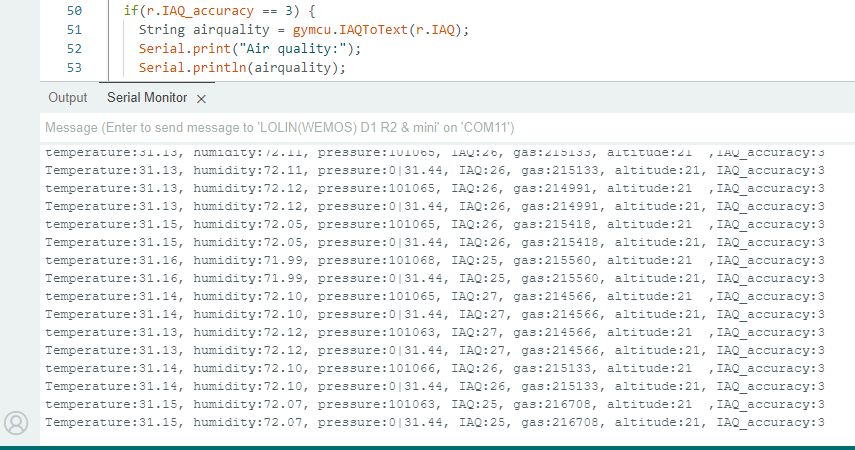 50 if(r.IAQ_accuracy == 3) {
51 String airquality = gymcu.IAQToText(r.IAQ);
52 Serial.print("Air quality:");
53 Serial.println(airquality);
Output Serial Monitor ×
Message (Enter to send message to 'LOLIN(WEMOS) D1 R2 & mini' on 'COM11')
temperature:31.13, humidity:72.11, pressure:101065, IAQ:26, gas:215133, altitude:21 ,IAQ_accuracy:3
Temperature:31.13, humidity:72.11, pressure:0|31.44, IAQ:26, gas:215133, altitude:21, IAQ_accuracy:3
temperature:31.13, humidity:72.12, pressure:101065, IAQ:26, gas:214991, altitude:21 ,IAQ_accuracy:3
Temperature:31.13, humidity:72.12, pressure:0|31.44, IAQ:26, gas:214991, altitude:21, IAQ_accuracy:3
temperature:31.15, humidity:72.05, pressure:101065, IAQ:26, gas:215418, altitude:21 ,IAQ_accuracy:3
Temperature:31.15, humidity:72.05, pressure:0|31.44, IAQ:26, gas:215418, altitude:21, IAQ_accuracy:3
temperature:31.16, humidity:71.99, pressure:101068, IAQ:25, gas:215560, altitude:21 ,IAQ_accuracy:3
Temperature:31.16, humidity:71.99, pressure:0|31.44, IAQ:25, gas:215560, altitude:21, IAQ_accuracy:3
temperature:31.14, humidity:72.10, pressure:101065, IAQ:27, gas:214566, altitude:21 ,IAQ_accuracy:3
Temperature:31.14, humidity:72.10, pressure:0|31.44, IAQ:27, gas:214566, altitude:21, IAQ_accuracy:3
temperature:31.13, humidity:72.12, pressure:101063, IAQ:27, gas:214566, altitude:21 ,IAQ_accuracy:3
Temperature:31.13, humidity:72.12, pressure:0|31.44, IAQ:27, gas:214566, altitude:21, IAQ_accuracy:3
temperature:31.14, humidity:72.10, pressure:101066, IAQ:26, gas:215133, altitude:21 ,IAQ_accuracy:3
Temperature:31.14, humidity:72.10, pressure:0|31.44, IAQ:26, gas:215133, altitude:21, IAQ_accuracy:3
temperature:31.15, humidity:72.07, pressure:101063, IAQ:25, gas:216708, altitude:21 ,IAQ_accuracy:3
Temperature:31.15, humidity:72.07, pressure:0|31.44, IAQ:25, gas:216708, altitude:21, IAQ_accuracy:3